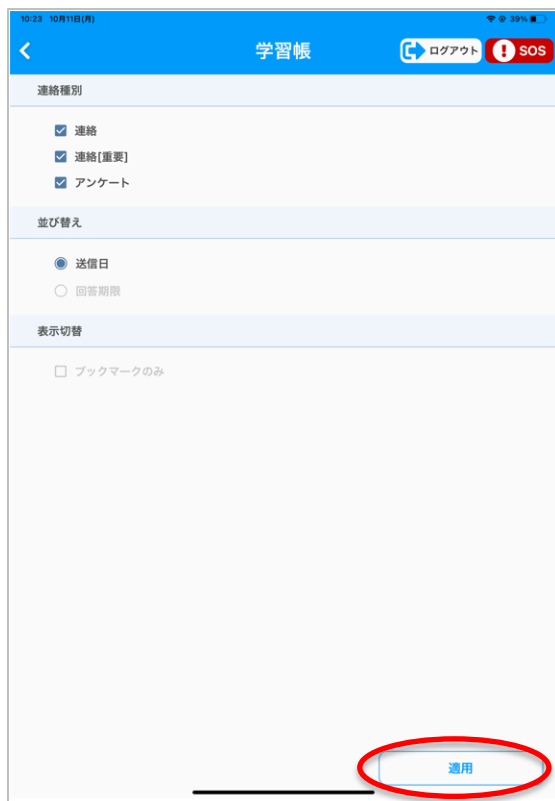 10:23 10月11日(月) 39%
学習帳 ログアウト SOS
連絡種別
連絡
連絡[重要]
アンケート
並び替え
送信日
回答期限
表示切替
ブックマークのみ
適用